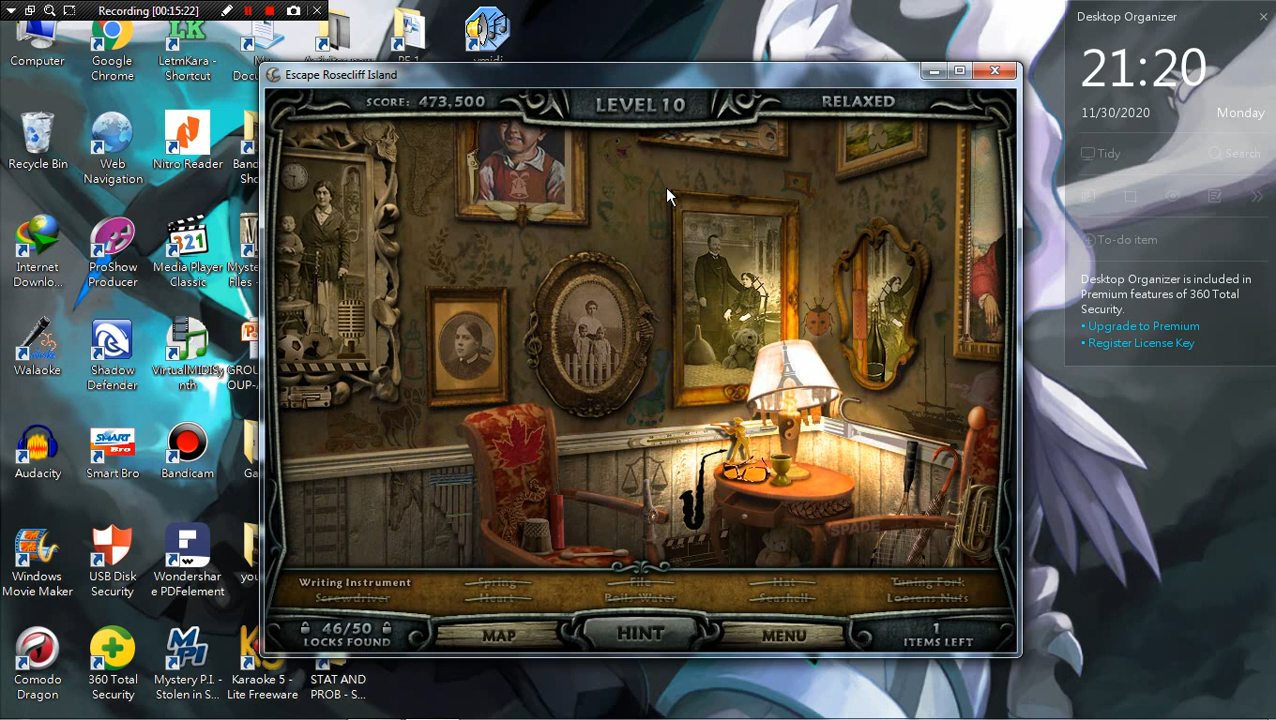 Recording [00:15:22]
Computer
Google Chrome
LetmKara - Shortcut
Recycle Bin
Web Navigation
Nitro Reader
Internet Downlo...
ProShow Producer
Media Player Classic
Walaoke
Shadow Defender
VirtualMIDISynth
Audacity
Smart Bro
Bandicam
Windows Movie Maker
USB Disk Security
Wondershare PDFelement
Comodo Dragon
360 Total Security
Mystery P.I. - Stolen in S...
Karaoke 5 - Lite Freeware
STAT AND PROB - S...
Escape Rosecliff Island
SCORE: 473,500
LEVEL 10
RELAXED
SPADE
Writing Instrument
Spring
File
Hat
Tuning Fork
Screwdriver
Heart
Boils Water
Seashell
Loosens Nuts
46/50
LOCKS FOUND
MAP
HINT
MENU
1
ITEMS LEFT
Desktop Organizer
21:20
11/30/2020
Monday
Tidy
Search
To-do item
Desktop Organizer is included in
Premium features of 360 Total
Security.
• Upgrade to Premium
• Register License Key